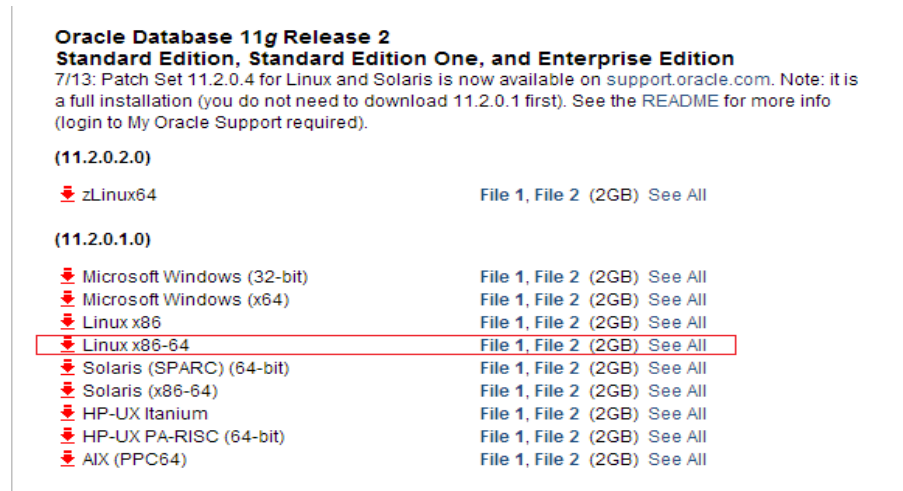 Oracle Database 11g Release 2
Standard Edition, Standard Edition One, and Enterprise Edition
7/13: Patch Set 11.2.0.4 for Linux and Solaris is now available on support.oracle.com. Note: it is
a full installation (you do not need to download 11.2.0.1 first). See the README for more info
(login to My Oracle Support required).
(11.2.0.2.0)
zLinux64 File 1, File 2 (2GB) See All
(11.2.0.1.0)
Microsoft Windows (32-bit) File 1, File 2 (2GB) See All
Microsoft Windows (x64) File 1, File 2 (2GB) See All
Linux x86 File 1, File 2 (2GB) See All
Linux x86-64 File 1, File 2 (2GB) See All
Solaris (SPARC) (64-bit) File 1, File 2 (2GB) See All
Solaris (x86-64) File 1, File 2 (2GB) See All
HP-UX Itanium File 1, File 2 (2GB) See All
HP-UX PA-RISC (64-bit) File 1, File 2 (2GB) See All
AIX (PPC64) File 1, File 2 (2GB) See All